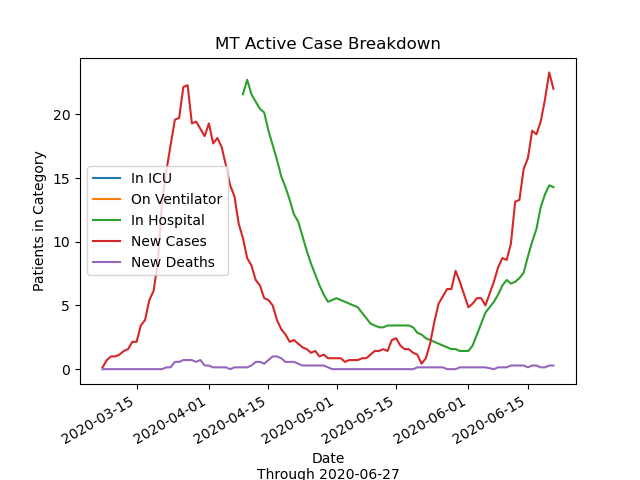 MT Active Case Breakdown
Patients in Category
20
15
10
5
0
In ICU
On Ventilator
In Hospital
New Cases
New Deaths
2020-03-15
2020-04-01
2020-04-15
2020-05-01
2020-05-15
2020-06-01
2020-06-15
Date
Through 2020-06-27